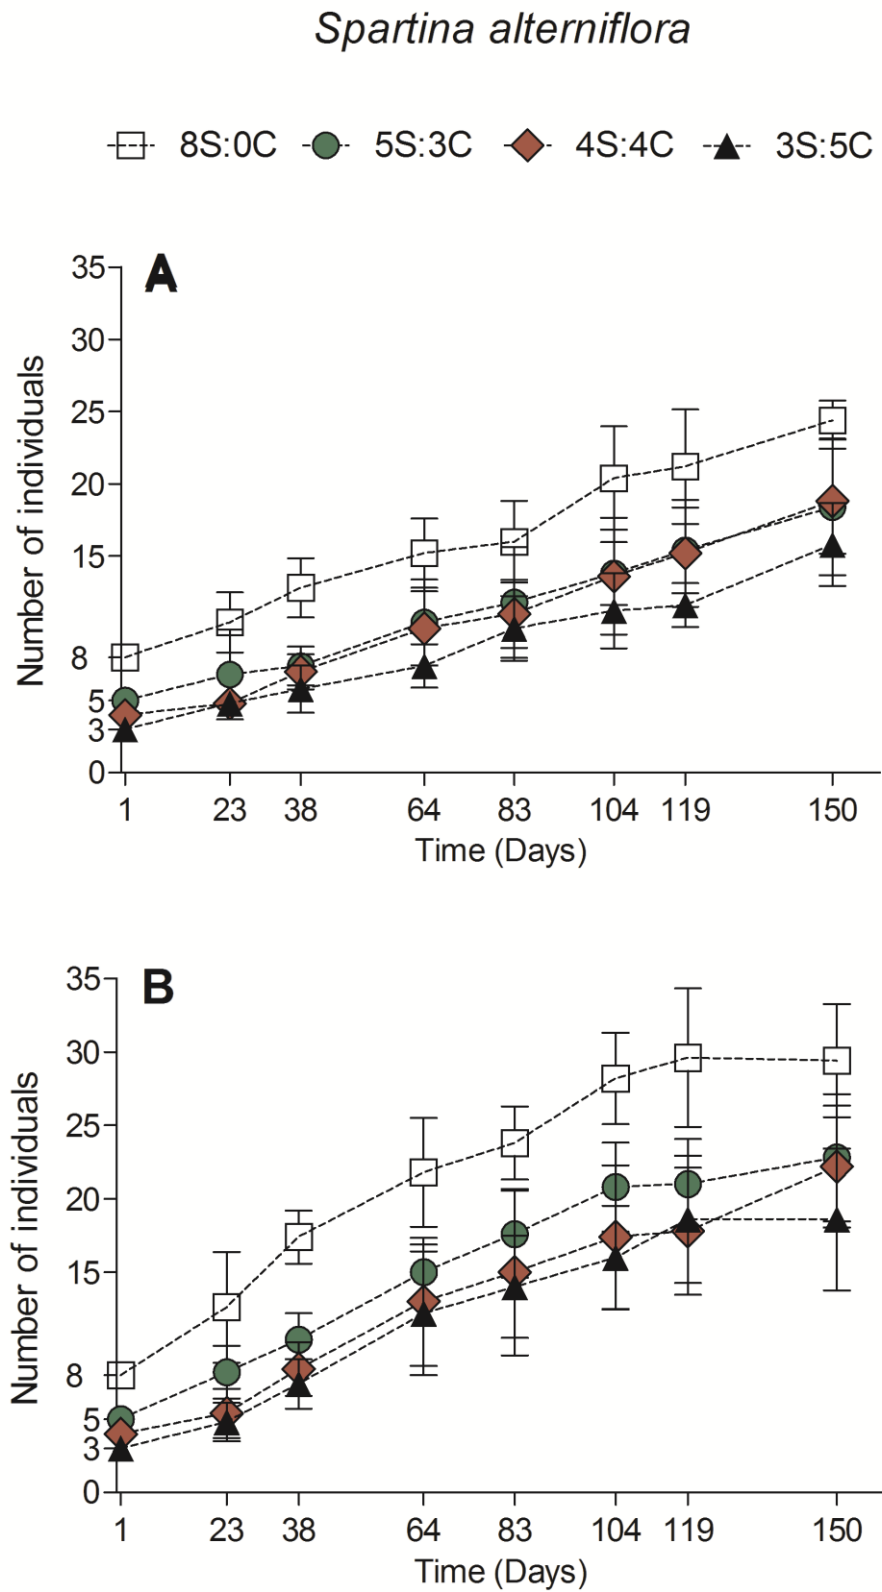 Spartina alterniflora
8S:0C 5S:3C 4S:4C 3S:5C
A
35
30
25
20
15
8
5
3
0
Number of individuals
1 23 38 64 83 104 119 150
Time (Days)
B
35
30
25
20
15
8
5
3
0
Number of individuals
1 23 38 64 83 104 119 150
Time (Days)